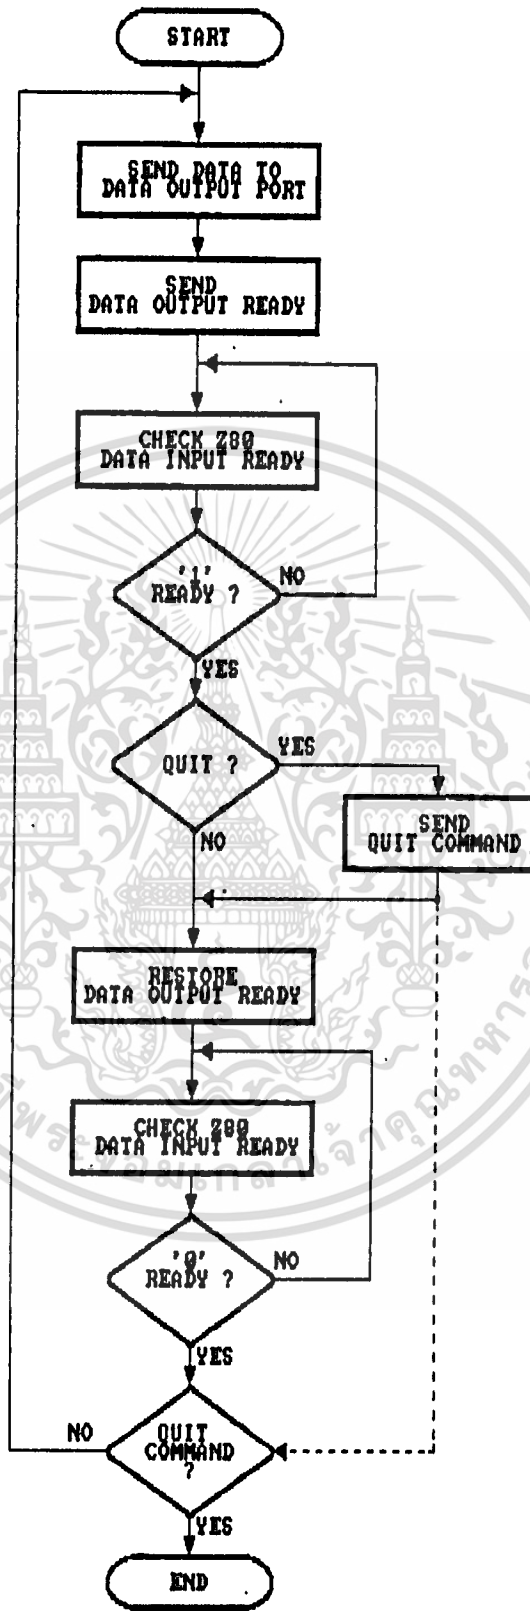 START
SEND DATA TO
DATA OUTPUT PORT
SEND
DATA OUTPUT READY
CHECK Z80
DATA INPUT READY
'1'
READY ?
NO
YES
QUIT ?
YES
NO
SEND
QUIT COMMAND
RESTORE
DATA OUTPUT READY
CHECK Z80
DATA INPUT READY
'0'
READY ?
NO
YES
QUIT
COMMAND
?
NO
YES
END